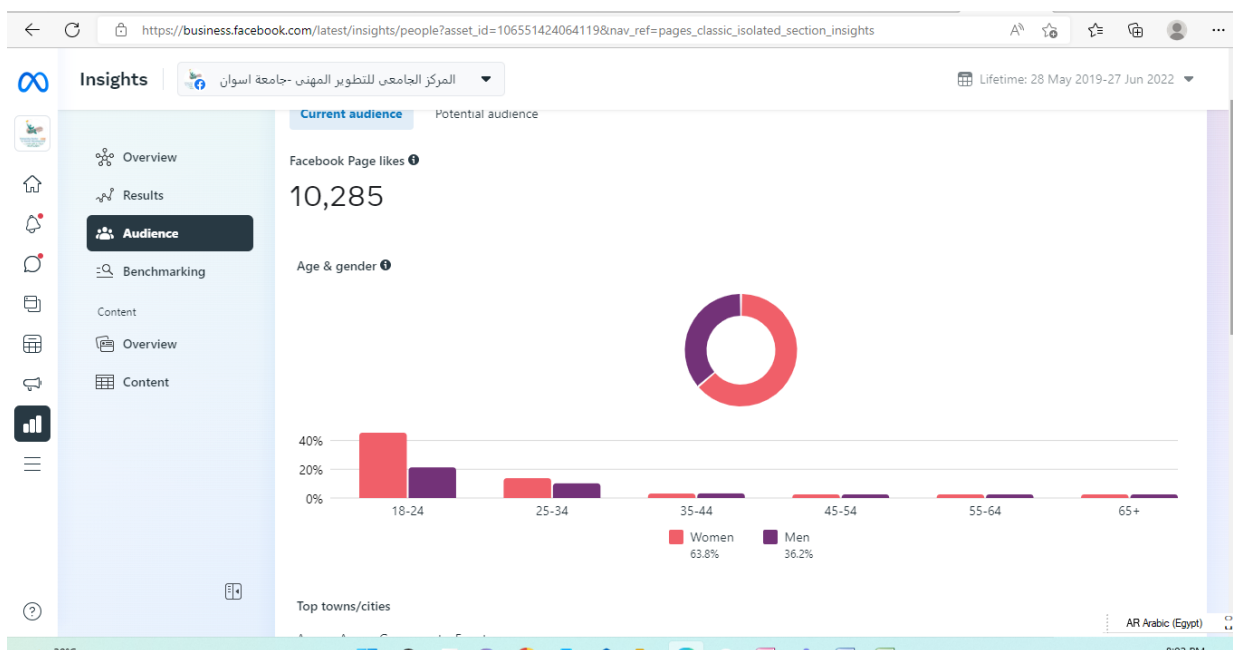 https://business.facebook.com/latest/insights/people?asset_id=106551424064119&nav_ref=pages_classic_isolated_section_insights
Insights
المركز الجامعى للتطوير المهنى -جامعة اسوان
Lifetime: 28 May 2019-27 Jun 2022
Current audience
Potential audience
Overview
Results
Audience
Benchmarking
Content
Overview
Content
Facebook Page likes
10,285
Age & gender
40%
20%
0%
18-24
25-34
35-44
45-54
55-64
65+
Women
63.8%
Men
36.2%
Top towns/cities
AR Arabic (Egypt)